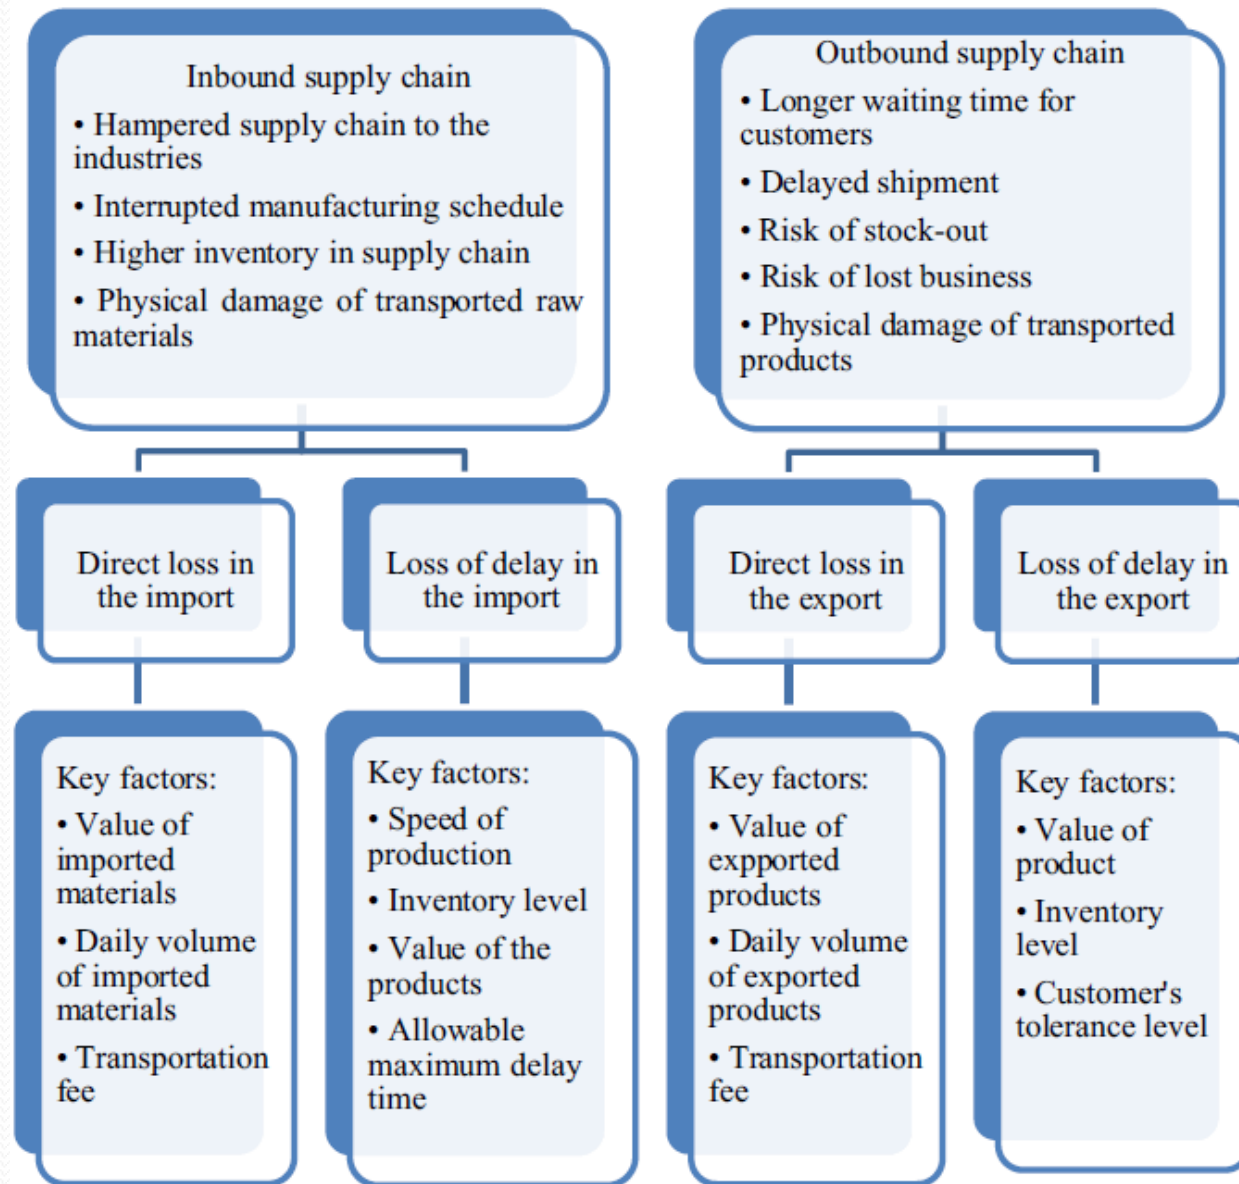 Inbound supply chain
• Hampered supply chain to the
industries
• Interrupted manufacturing schedule
• Higher inventory in supply chain
• Physical damage of transported raw
materials
Outbound supply chain
• Longer waiting time for
customers
• Delayed shipment
• Risk of stock-out
• Risk of lost business
• Physical damage of transported
products
Direct loss in
the import
Loss of delay in
the import
Direct loss in
the export
Loss of delay in
the export
Key factors:
• Value of
imported
materials
• Daily volume
of imported
materials
• Transportation
fee
Key factors:
• Speed of
production
• Inventory level
• Value of the
products
• Allowable
maximum delay
time
Key factors:
• Value of
expported
products
• Daily volume
of exported
products
• Transportation
fee
Key factors:
• Value of
product
• Inventory
level
• Customer's
tolerance level